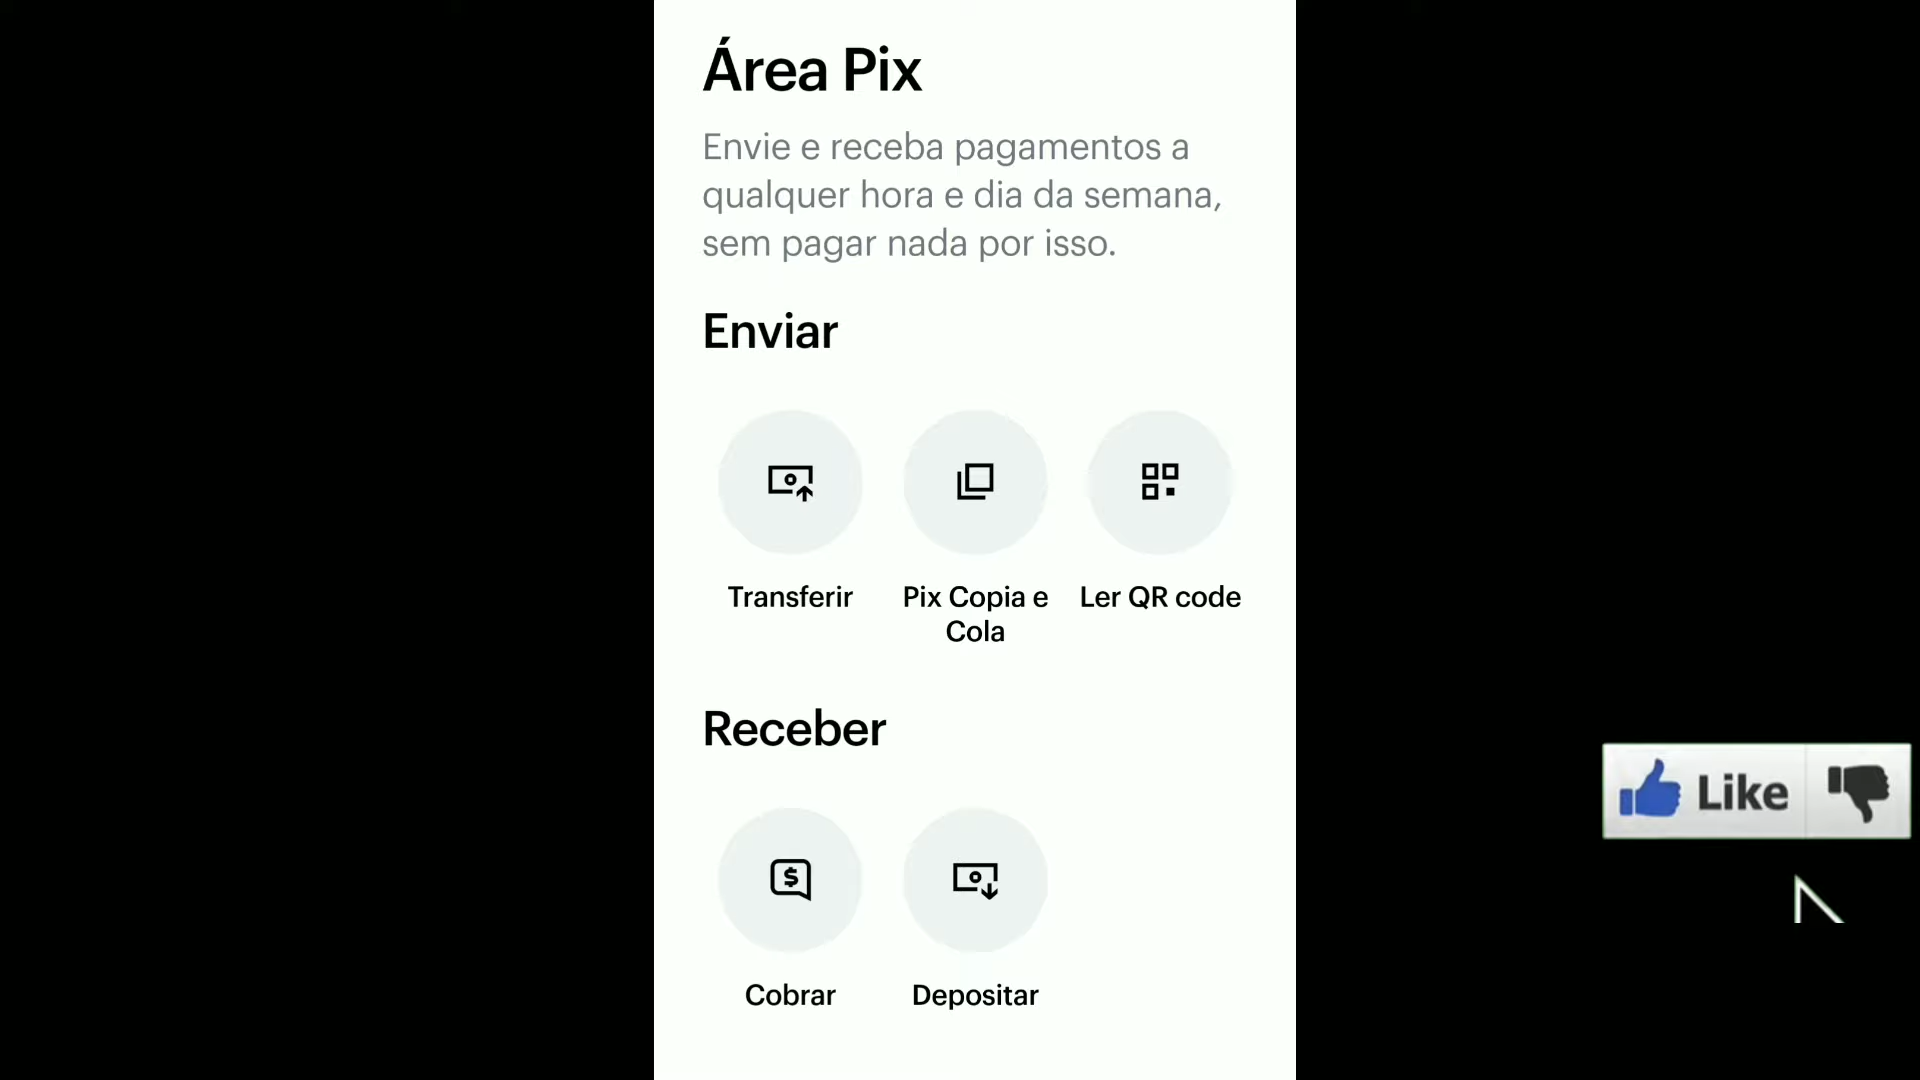 Área Pix
Envie e receba pagamentos a
qualquer hora e dia da semana,
sem pagar nada por isso.
Enviar
Transferir
Pix Copia e
Cola
Ler QR code
Receber
Cobrar
Depositar
Like